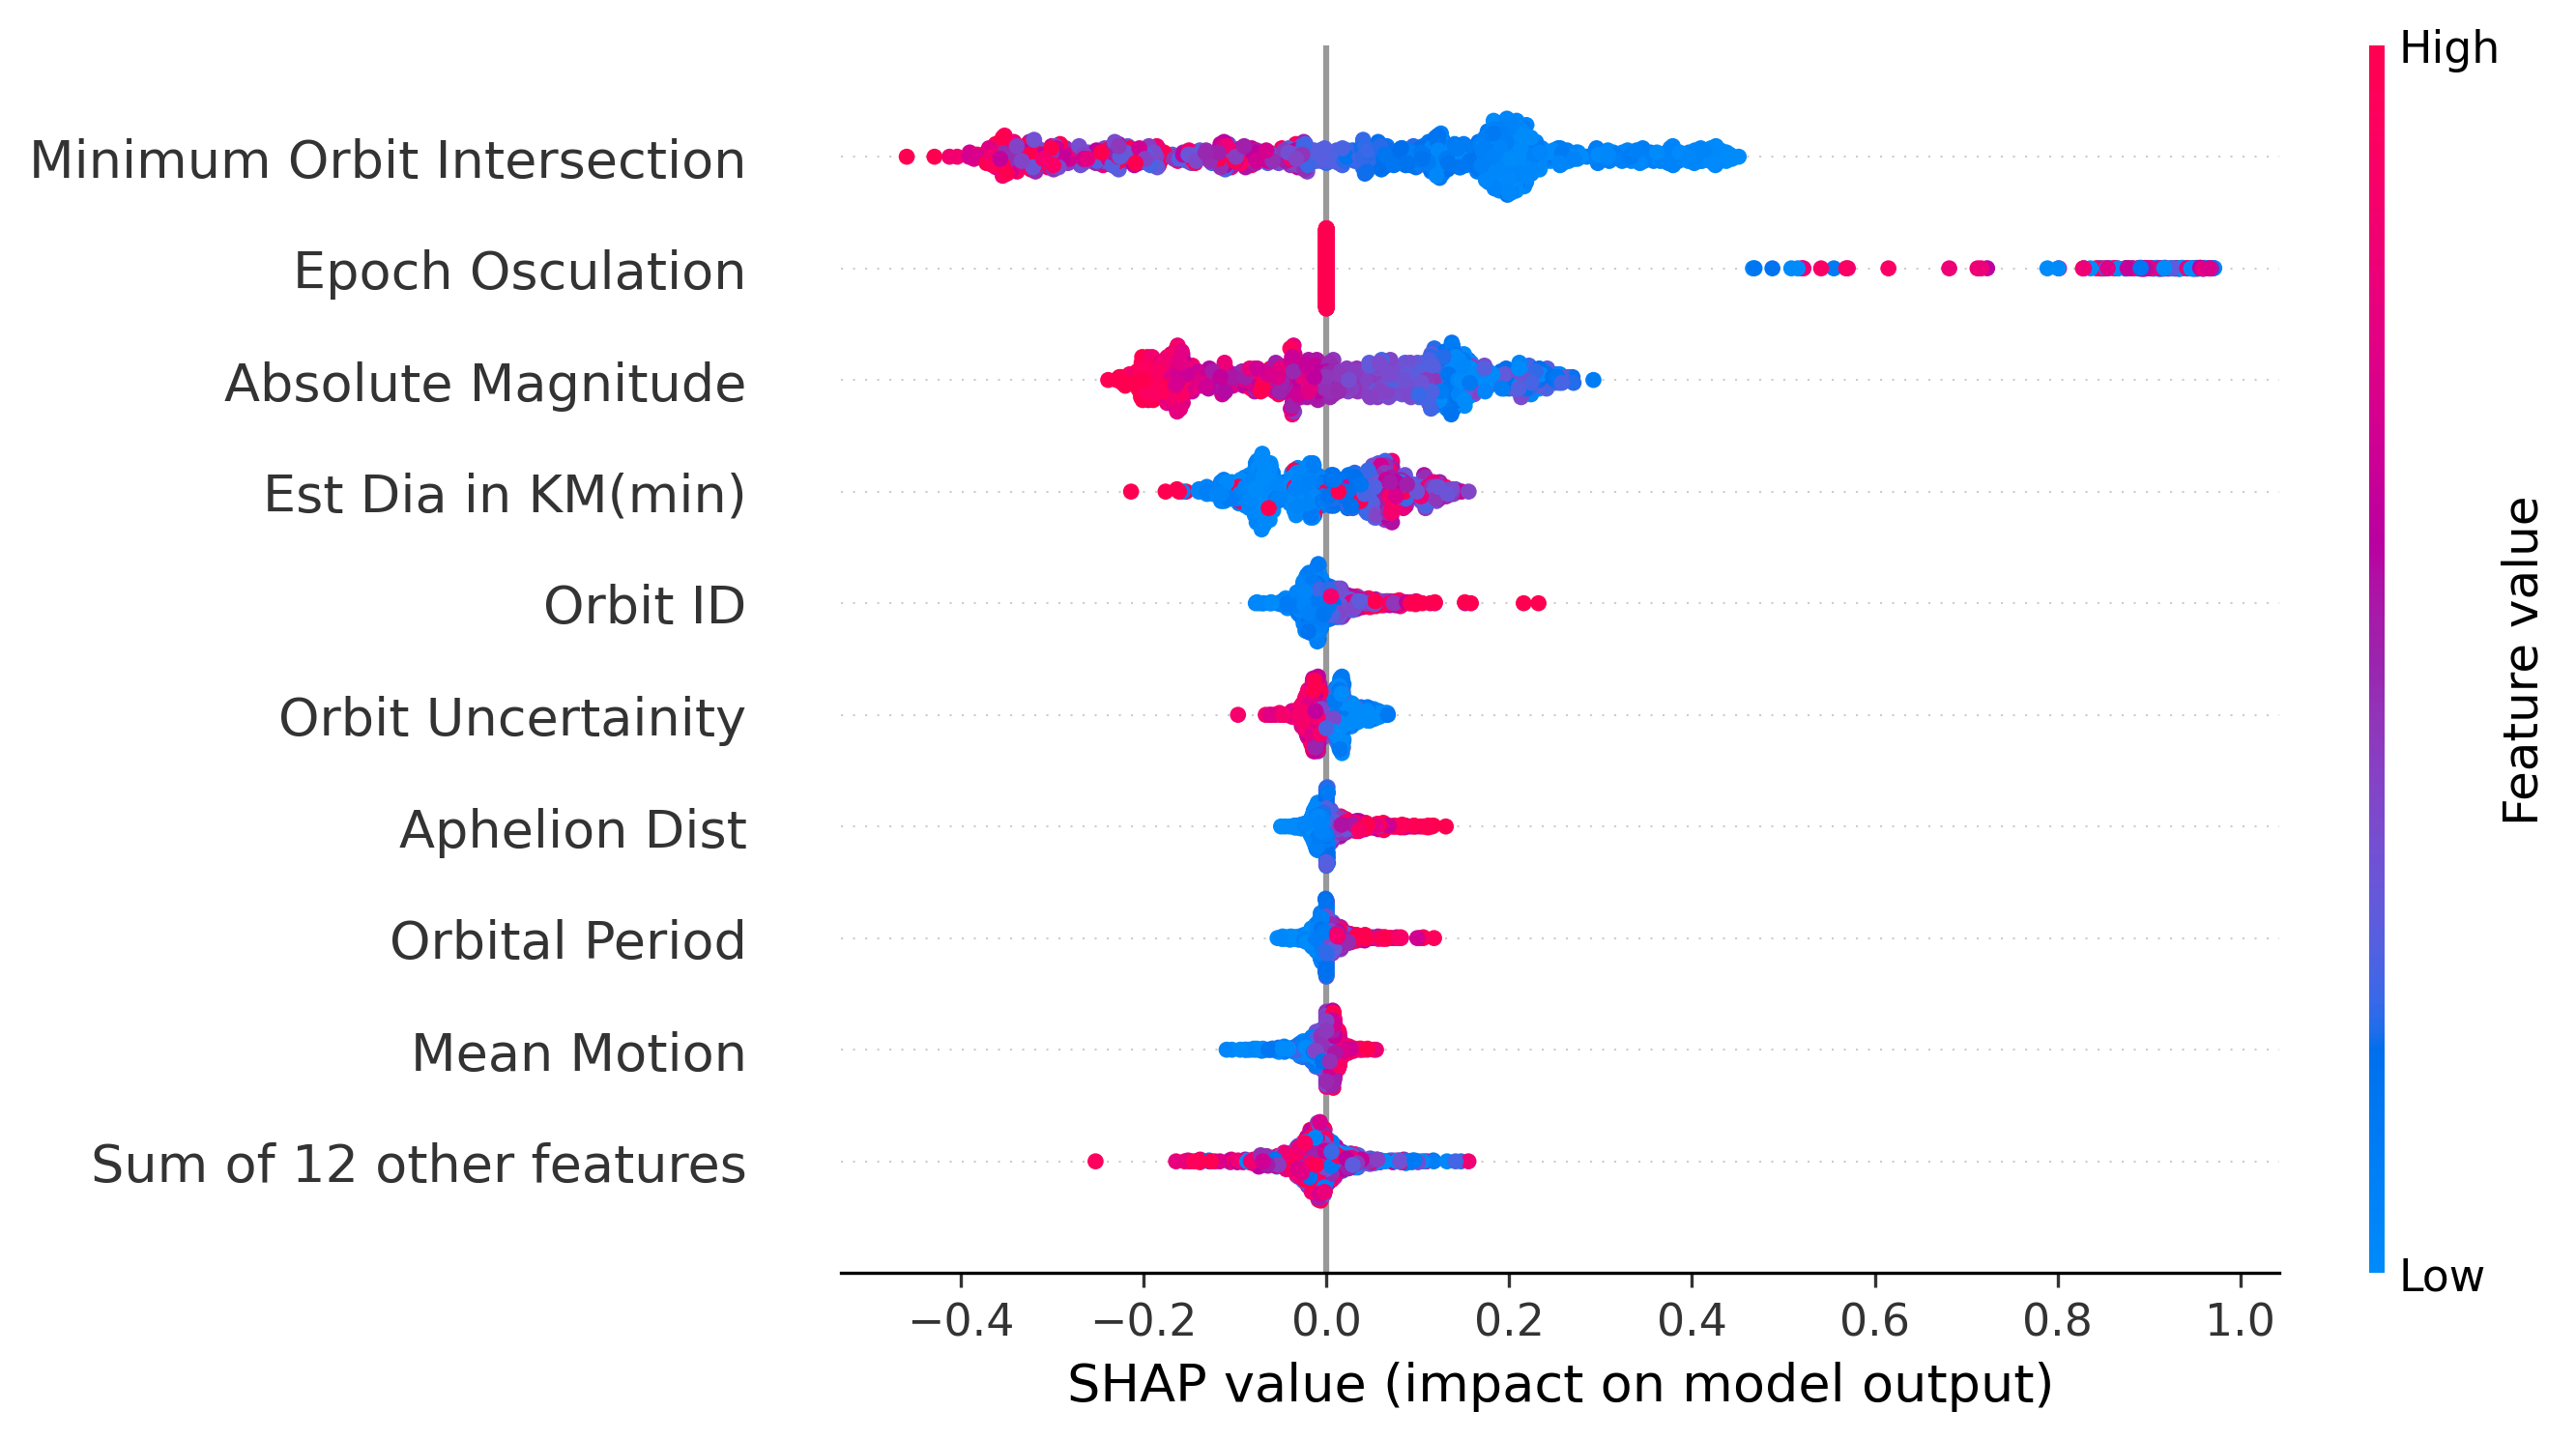 High
Minimum Orbit Intersection
Epoch Osculation
Absolute Magnitude
Est Dia in KM(min)
Orbit ID
Orbit Uncertainity
Aphelion Dist
Orbital Period
Mean Motion
Sum of 12 other features
Feature value
Low
−0.4 −0.2 0.0 0.2 0.4 0.6 0.8 1.0
SHAP value (impact on model output)